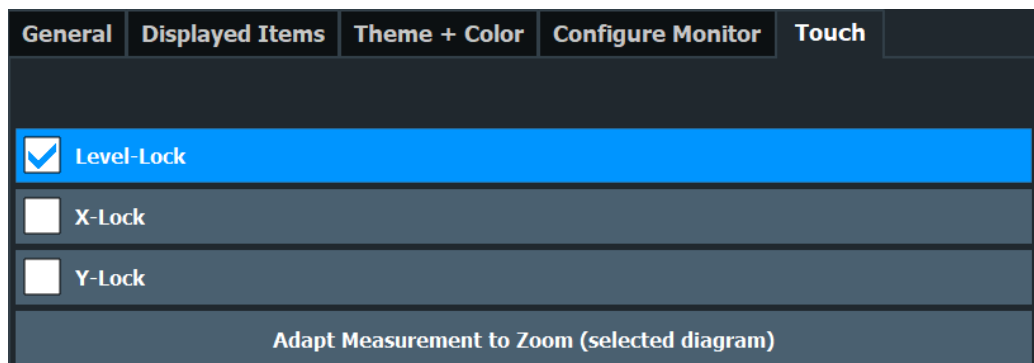 General Displayed Items Theme + Color Configure Monitor Touch
Level-Lock
X-Lock
Y-Lock
Adapt Measurement to Zoom (selected diagram)